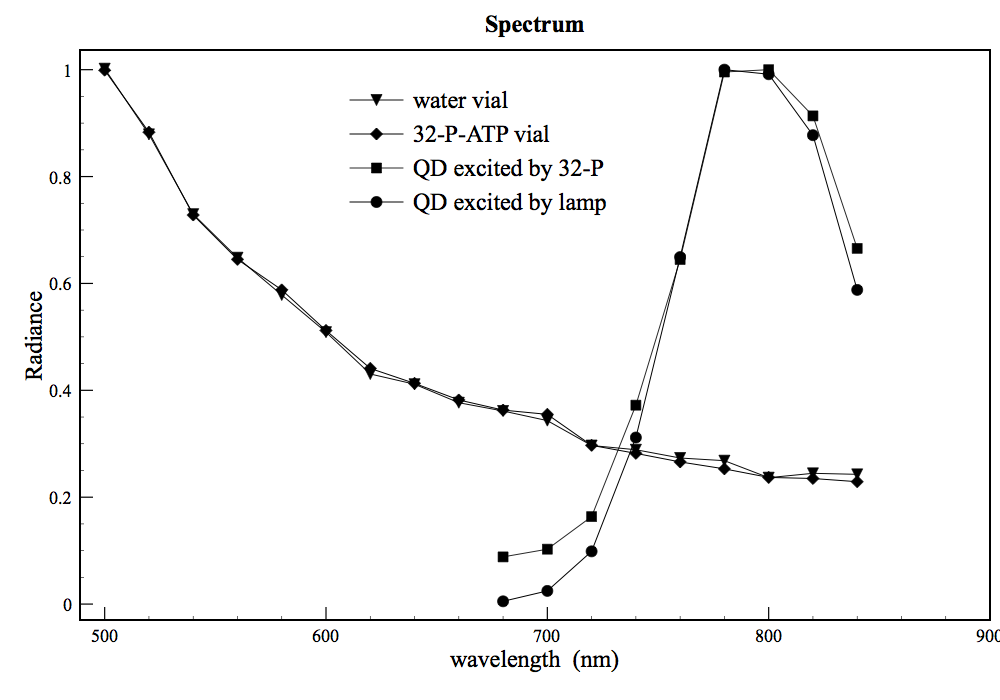 Spectrum
water vial
32-P-ATP vial
QD excited by 32-P
QD excited by lamp
1
0.8
0.6
0.4
0.2
0
Radiance
500 600 700 800 900
wavelength (nm)